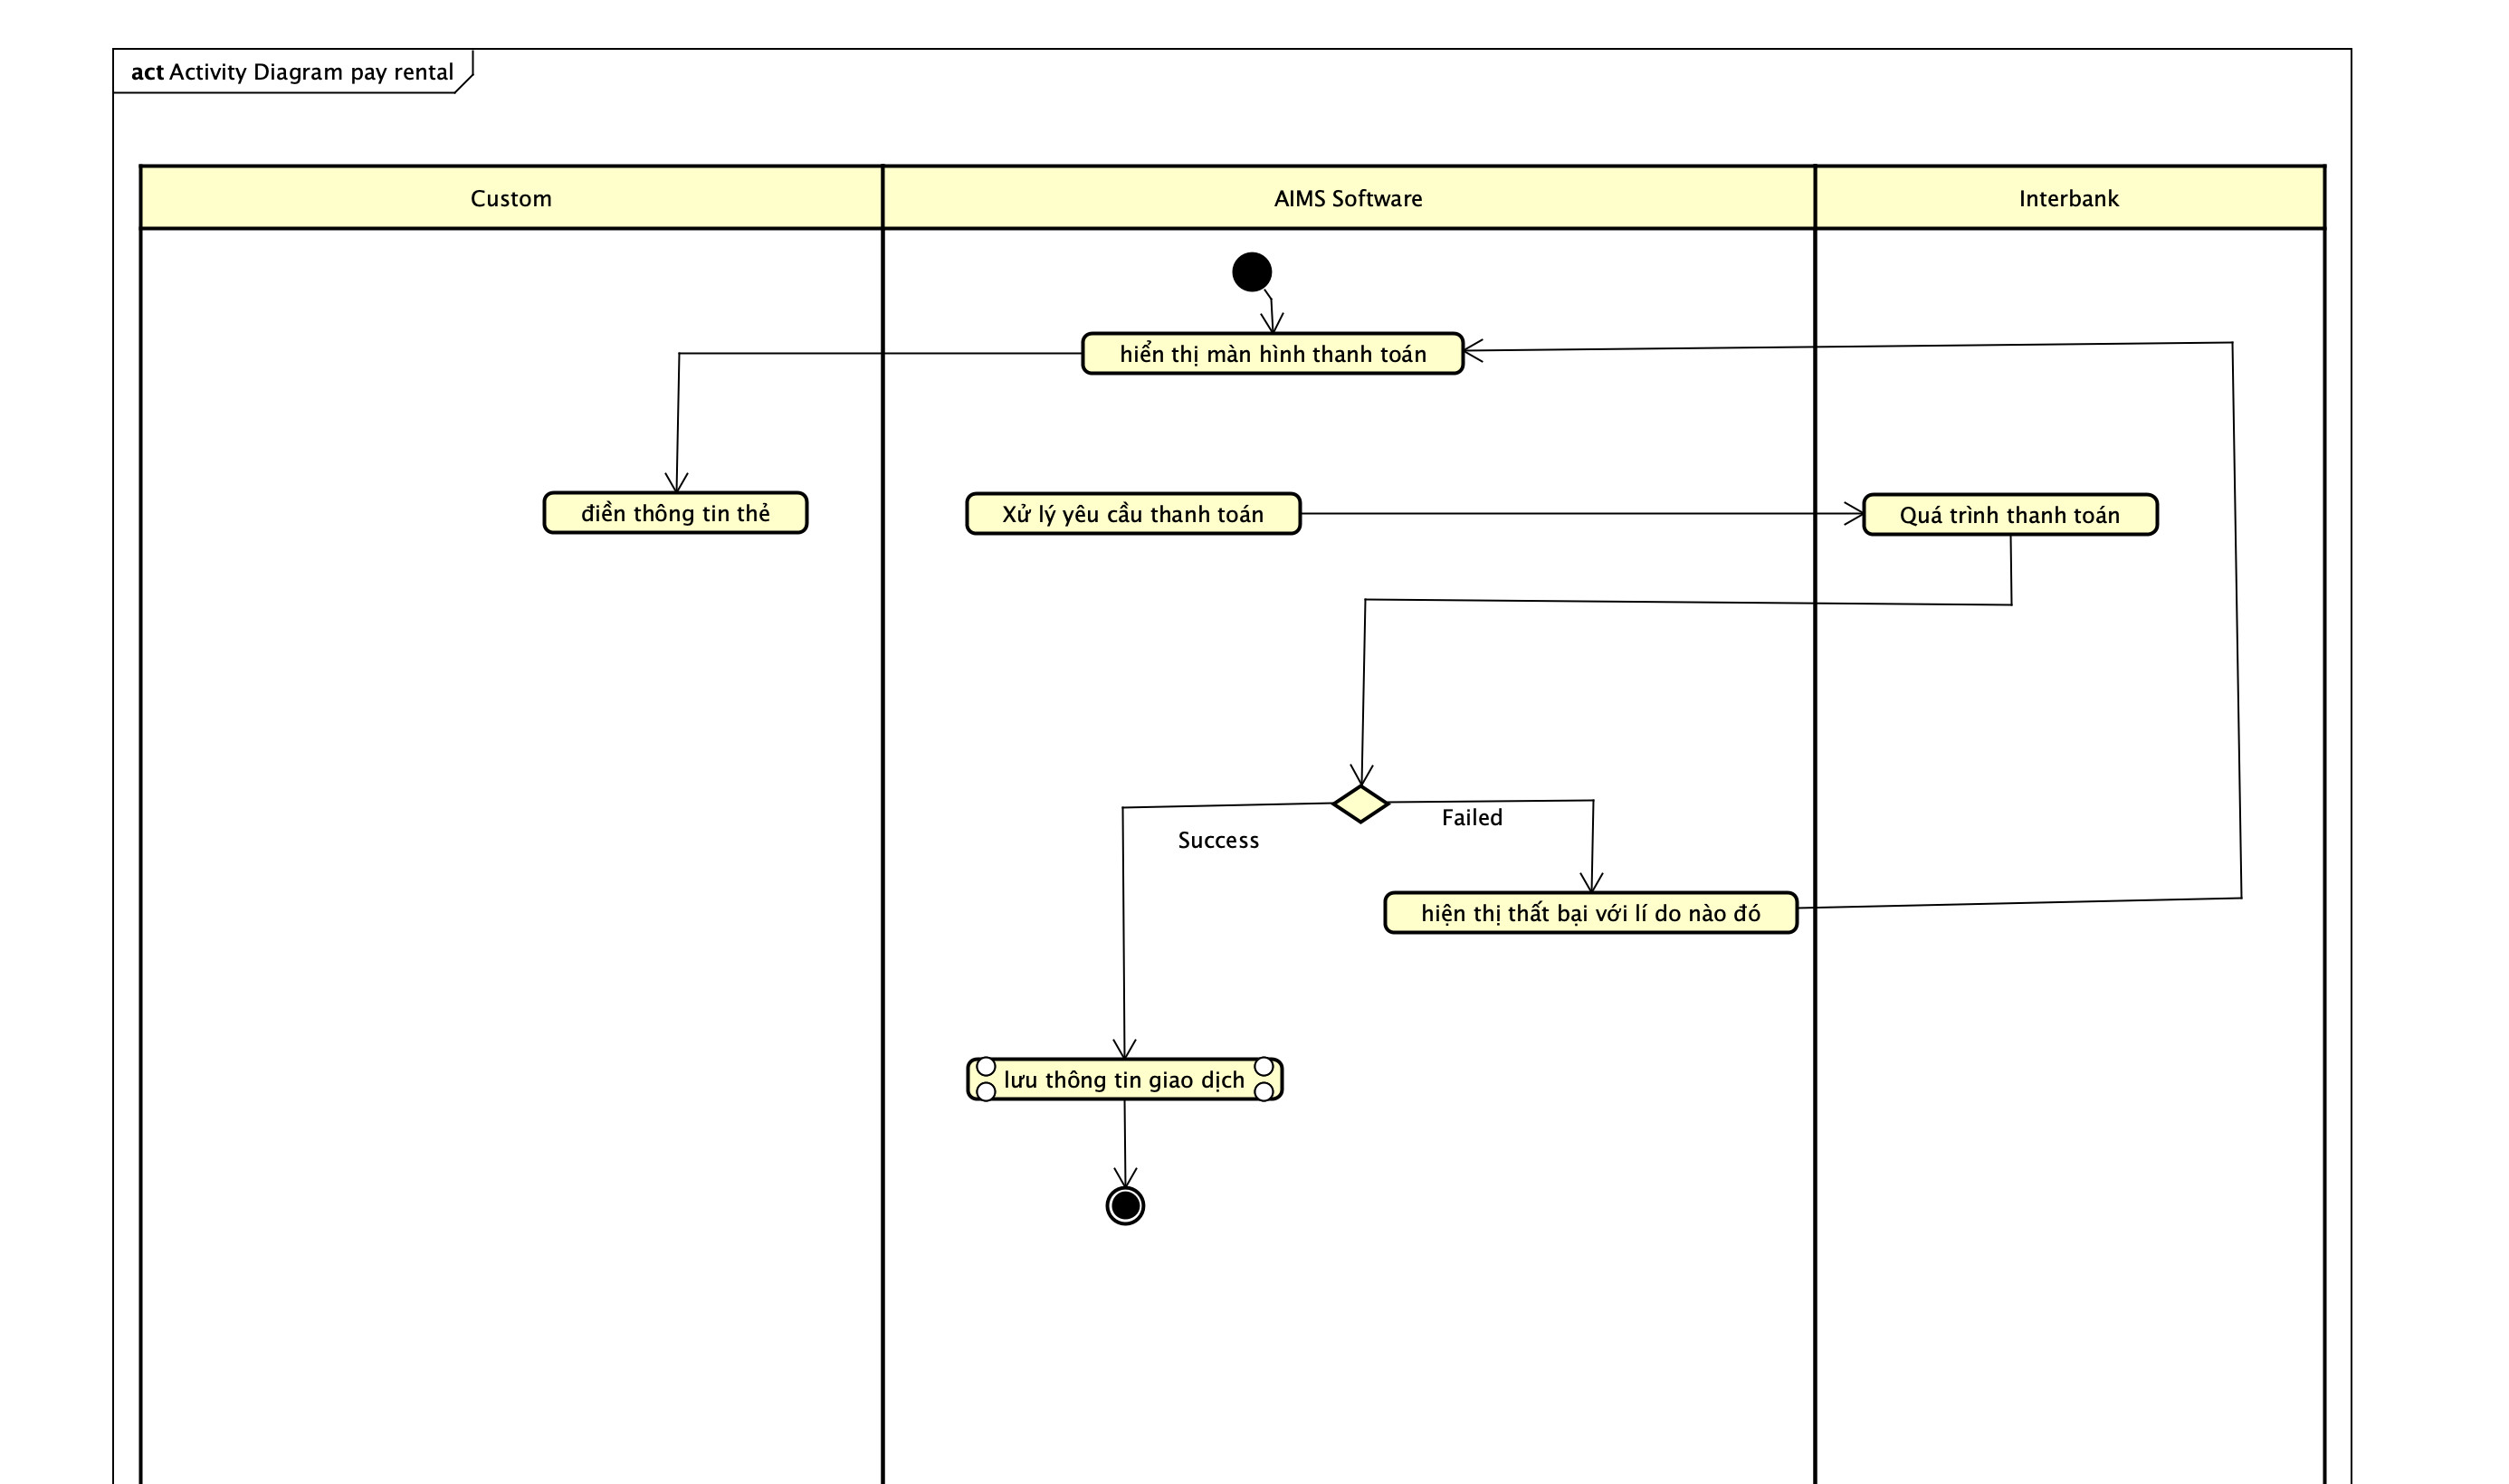 act Activity Diagram pay rental
Custom
AIMS Software
Interbank
hiển thị màn hình thanh toán
điền thông tin thẻ
Xử lý yêu cầu thanh toán
Quá trình thanh toán
Failed
Success
hiện thị thất bại với lí do nào đó
lưu thông tin giao dịch